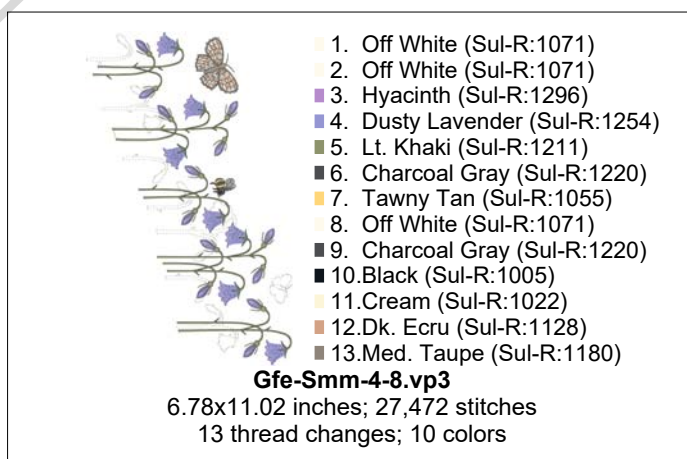 1. Off White (Sul-R:1071)
2. Off White (Sul-R:1071)
3. Hyacinth (Sul-R:1296)
4. Dusty Lavender (Sul-R:1254)
5. Lt. Khaki (Sul-R:1211)
6. Charcoal Gray (Sul-R:1220)
7. Tawny Tan (Sul-R:1055)
8. Off White (Sul-R:1071)
9. Charcoal Gray (Sul-R:1220)
10.Black (Sul-R:1005)
11.Cream (Sul-R:1022)
12.Dk. Ecru (Sul-R:1128)
13.Med. Taupe (Sul-R:1180)
Gfe-Smm-4-8.vp3
6.78x11.02 inches; 27,472 stitches
13 thread changes; 10 colors